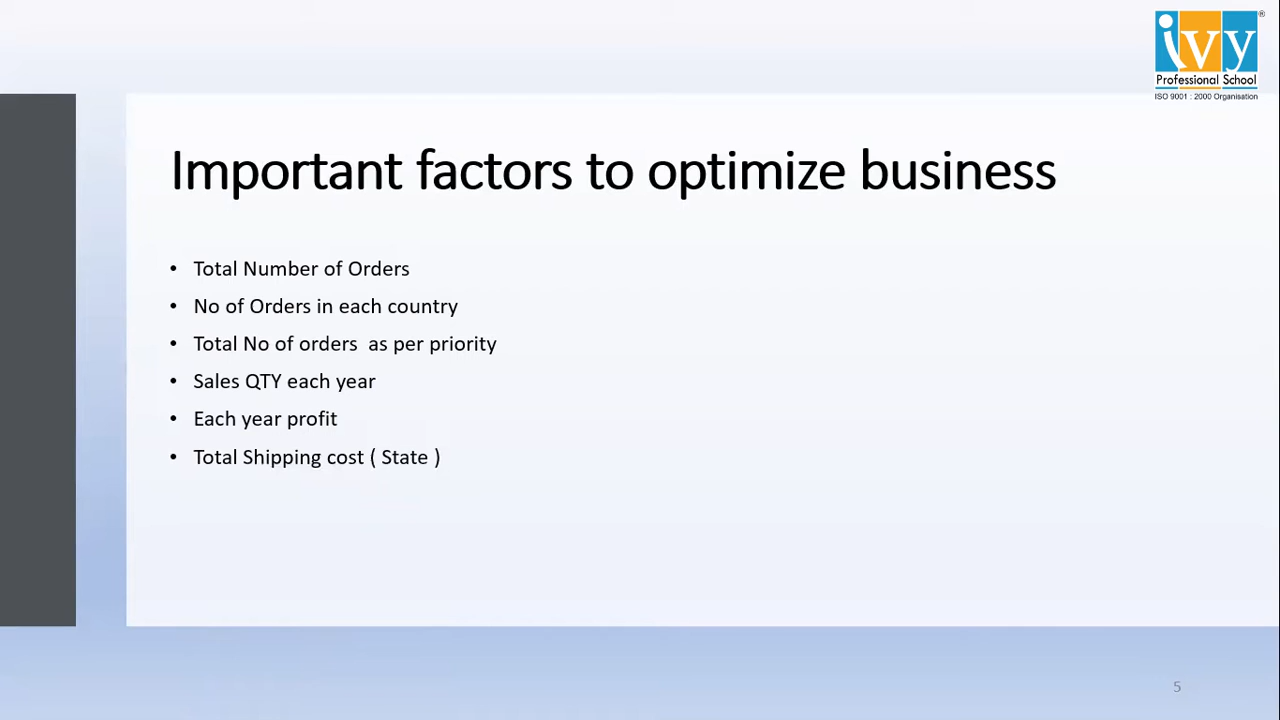 ivy
®
Professional School
ISO 9001 : 2000 Organisation
Important factors to optimize business
• Total Number of Orders
• No of Orders in each country
• Total No of orders  as per priority
• Sales QTY each year
• Each year profit
• Total Shipping cost ( State )
5